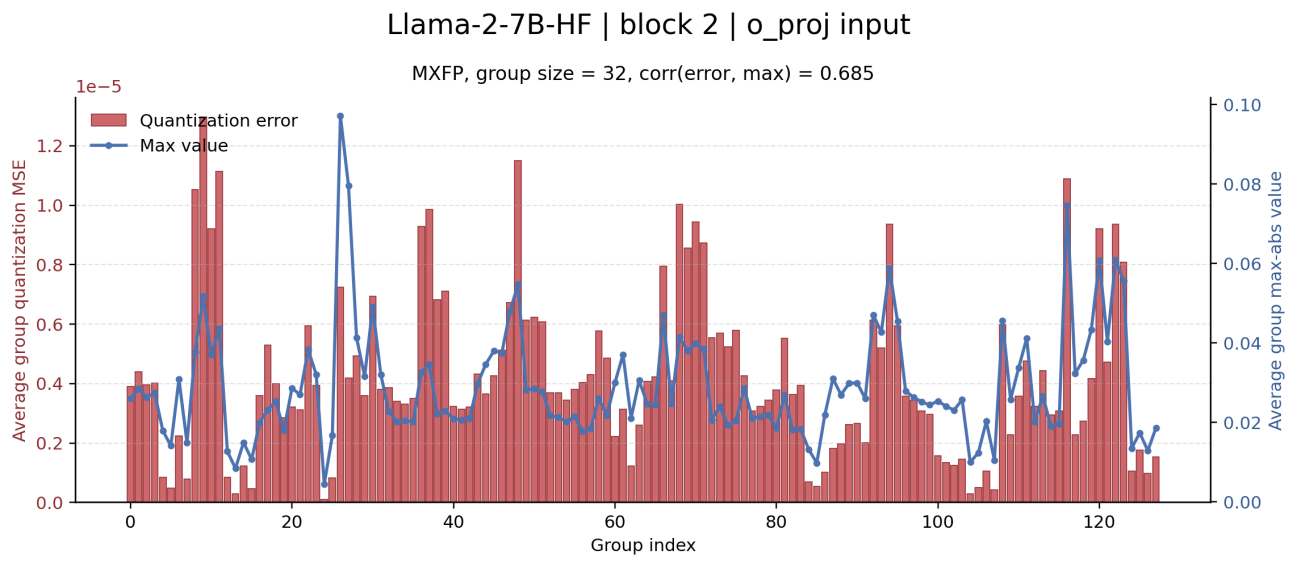 Llama-2-7B-HF | block 2 | o_proj input
MXFP, group size = 32, corr(error, max) = 0.685
1e−5
Quantization error
Max value
Average group quantization MSE
1.2
1.0
0.8
0.6
0.4
0.2
0.0
0.10
0.08
0.06
0.04
0.02
0.00
Average group max-abs value
0 20 40 60 80 100 120
Group index